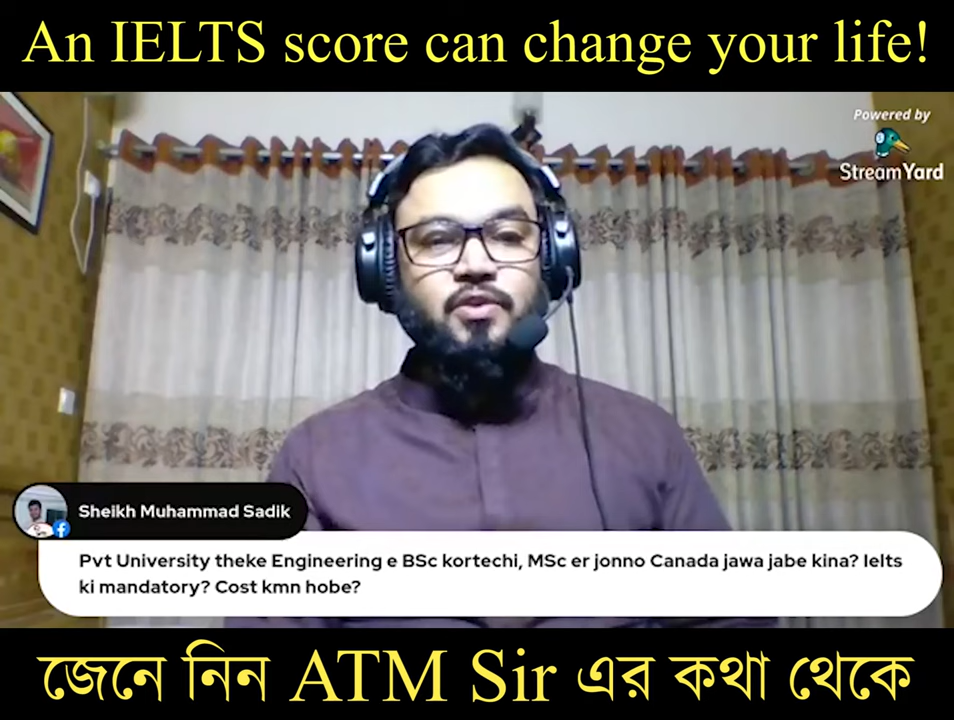 An IELTS score can change your life!
Powered by
StreamYard
Sheikh Muhammad Sadik
Pvt University theke Engineering e BSc kortechi, MSc er jonno Canada jawa jabe kina? Ielts
ki mandatory? Cost kmn hobe?
জেনে নিন ATM Sir এর কথা থেকে